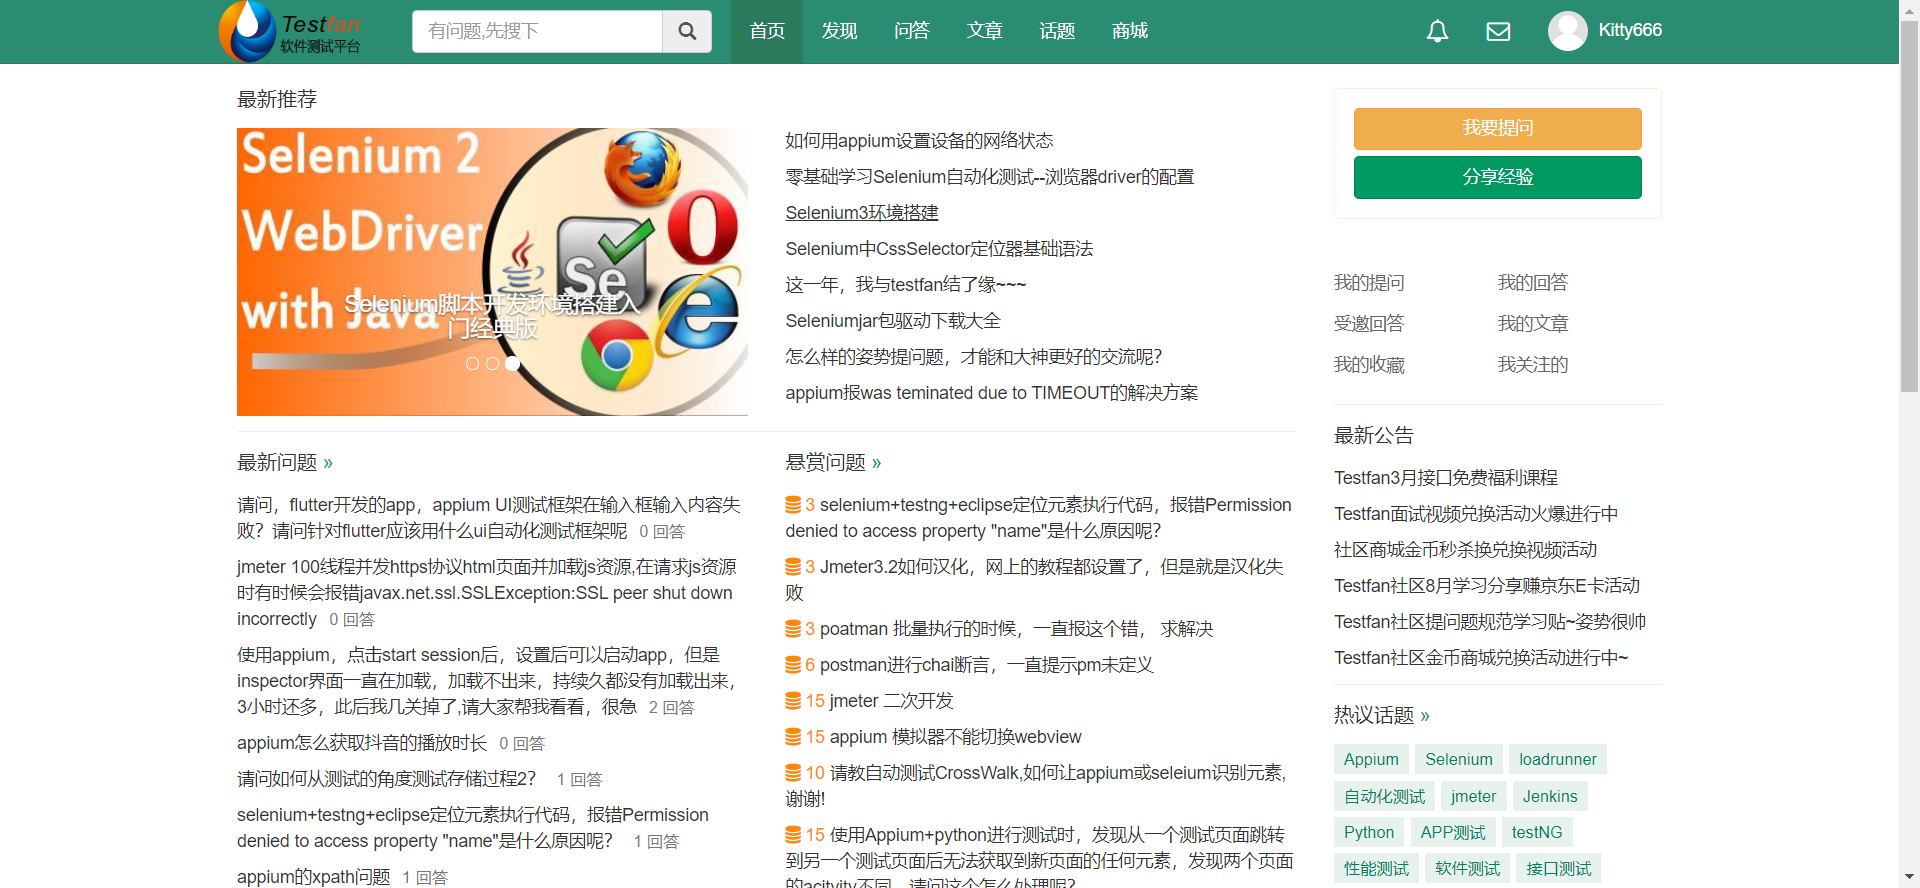 Testfan
软件测试平台
有问题,先搜下
首页 发现 问答 文章 话题 商城
Kitty666
最新推荐
Selenium 2
WebDriver
with Java
Se
Selenium脚本开发环境搭建入
门经典版
如何用appium设置设备的网络状态
零基础学习Selenium自动化测试--浏览器driver的配置
Selenium3环境搭建
Selenium中CssSelector定位器基础语法
这一年，我与testfan结了缘~~~
Seleniumjar包驱动下载大全
怎么样的姿势提问题，才能和大神更好的交流呢？
appium报was teminated due to TIMEOUT的解决方案
最新问题 »
请问，flutter开发的app，appium UI测试框架在输入框输入内容失
败？请问针对flutter应该用什么ui自动化测试框架呢 0 回答
jmeter 100线程并发https协议html页面并加载js资源,在请求js资源
时有时候会报错javax.net.ssl.SSLException:SSL peer shut down
incorrectly 0 回答
使用appium，点击start session后，设置后可以启动app，但是
inspector界面一直在加载，加载不出来，持续久都没有加载出来，
3小时还多，此后我几关掉了,请大家帮我看看，很急 2 回答
appium怎么获取抖音的播放时长 0 回答
请问如何从测试的角度测试存储过程2？ 1 回答
selenium+testng+eclipse定位元素执行代码，报错Permission
denied to access property "name"是什么原因呢？ 1 回答
appium的xpath问题 1 回答
悬赏问题 »
3 selenium+testng+eclipse定位元素执行代码，报错Permission
denied to access property "name"是什么原因呢？
3 Jmeter3.2如何汉化，网上的教程都设置了，但是就是汉化失
败
3 poatman 批量执行的时候，一直报这个错， 求解决
6 postman进行chai断言，一直提示pm未定义
15 jmeter 二次开发
15 appium 模拟器不能切换webview
10 请教自动测试CrossWalk,如何让appium或seleium识别元素,
谢谢!
15 使用Appium+python进行测试时，发现从一个测试页面跳转
到另一个测试页面后无法获取到新页面的任何元素，发现两个页面
的acitvity不同，请问这个怎么处理呢？
我要提问
分享经验
我的提问 我的回答
受邀回答 我的文章
我的收藏 我关注的
最新公告
Testfan3月接口免费福利课程
Testfan面试视频兑换活动火爆进行中
社区商城金币秒杀换兑换视频活动
Testfan社区8月学习分享赚京东E卡活动
Testfan社区提问题规范学习贴~姿势很帅
Testfan社区金币商城兑换活动进行中~
热议话题 »
Appium Selenium loadrunner
自动化测试 jmeter Jenkins
Python APP测试 testNG
性能测试 软件测试 接口测试